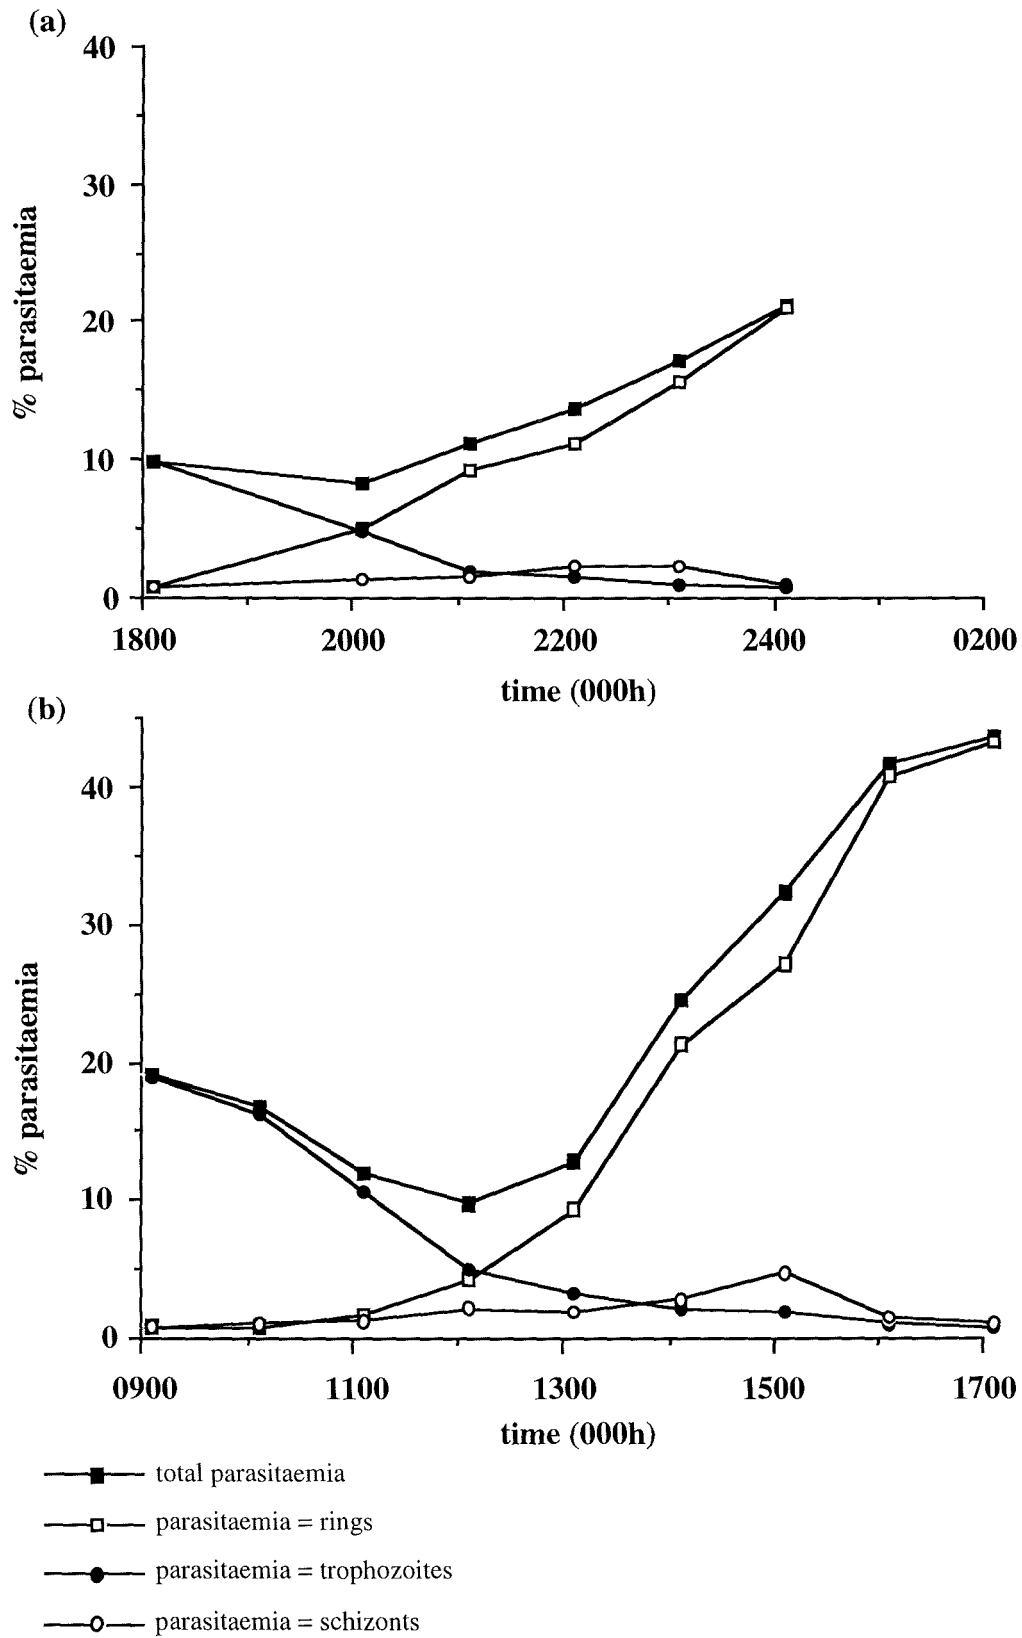 (a)
40
30
20
10
0
% parasitaemia
1800 2000 2200 2400 0200
time (000h)
(b)
40
30
20
10
0
% parasitaemia
0900 1100 1300 1500 1700
time (000h)
total parasitaemia
parasitaemia = rings
parasitaemia = trophozoites
parasitaemia = schizonts